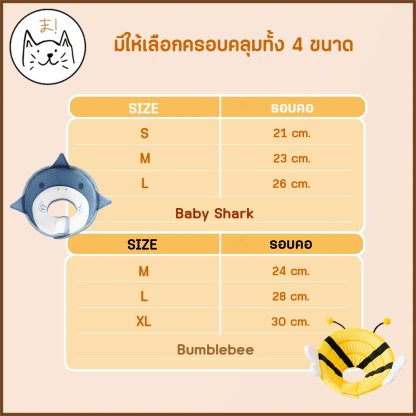 ま!
มีให้เลือกครอบคลุมทั้ง 4 ขนาด
SIZE รอบคอ
S 21 cm.
M 23 cm.
L 26 cm.
Baby Shark
SIZE รอบคอ
M 24 cm.
L 28 cm.
XL 30 cm.
Bumblebee